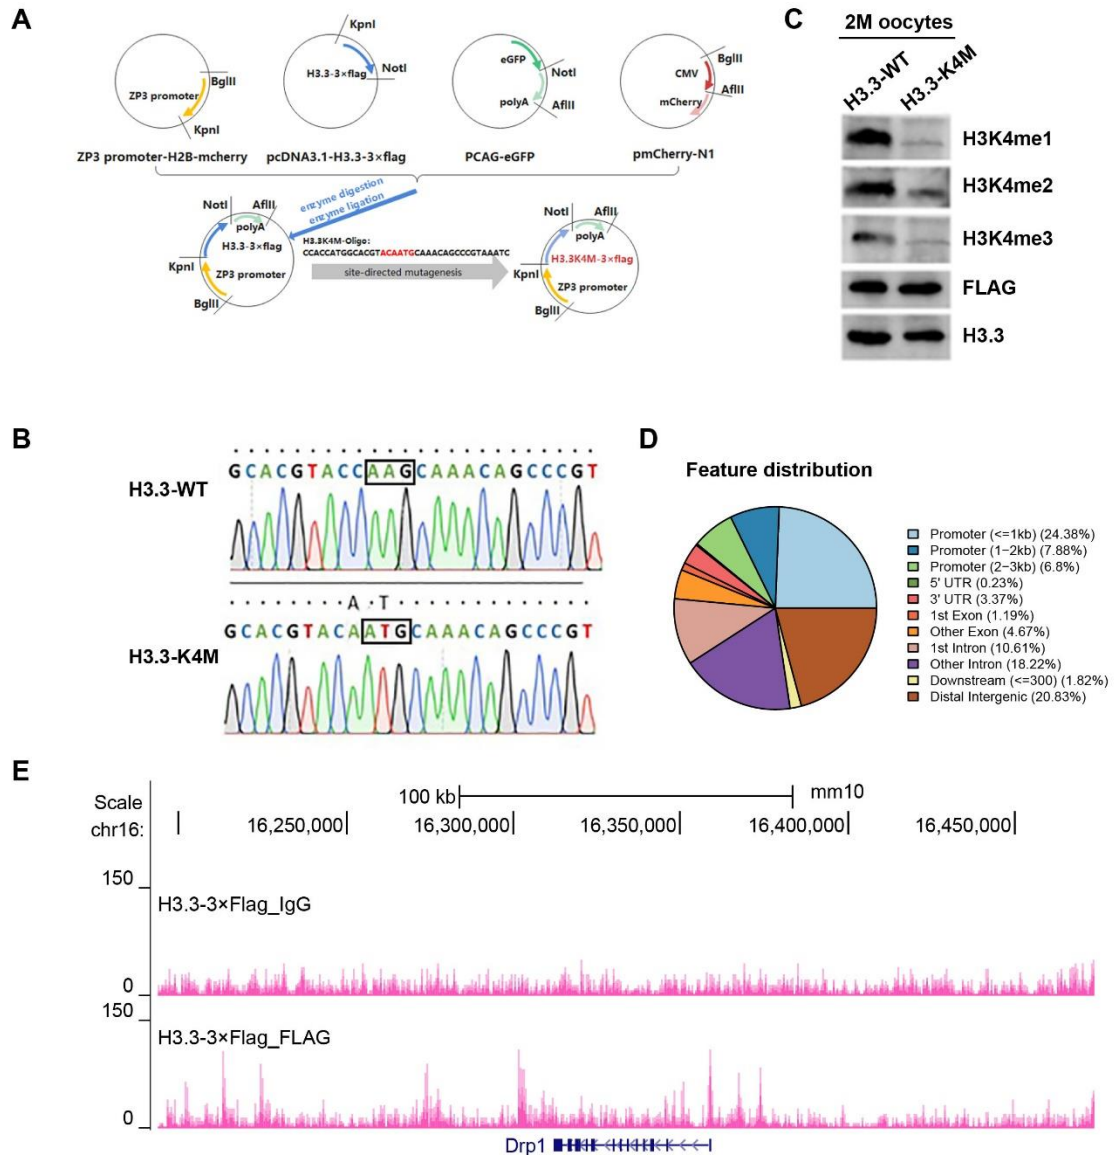 A
KpnI
BglII
ZP3 promoter
KpnI
H3.3-3×flag
NotI
eGFP
NotI
polyA
AflII
BglII
CMV
AflII
mCherry
ZP3 promoter-H2B-mcherry
pcDNA3.1-H3.3-3×flag
PCAG-eGFP
pmCherry-N1
enzyme digestion
enzyme ligation
NotI
AflII
polyA
H3.3-3×flag
KpnI
ZP3 promoter
BglII
H3.3K4M-Oligo:
CCACCATGGCACGTACAATGCAAACAGCCCGTAAATC
site-directed mutagenesis
NotI
AflII
polyA
H3.3K4M-3×flag
KpnI
ZP3 promoter
BglII
C
2M oocytes
H3.3-WT
H3.3-K4M
H3K4me1
H3K4me2
H3K4me3
FLAG
H3.3
B
H3.3-WT
GCACGTACCAAGCAAACAGCCCGT
A T
H3.3-K4M
GCACGTACAATGCAAACAGCCCGT
D
Feature distribution
Promoter (<=1kb) (24.38%)
Promoter (1-2kb) (7.88%)
Promoter (2-3kb) (6.8%)
5' UTR (0.23%)
3' UTR (3.37%)
1st Exon (1.19%)
Other Exon (4.67%)
1st Intron (10.61%)
Other Intron (18.22%)
Downstream (<=300) (1.82%)
Distal Intergenic (20.83%)
E
Scale
100 kb
mm10
chr16:
16,250,000
16,300,000
16,350,000
16,400,000
16,450,000
150
H3.3-3×Flag_IgG
0
150
H3.3-3×Flag_FLAG
0
Drp1